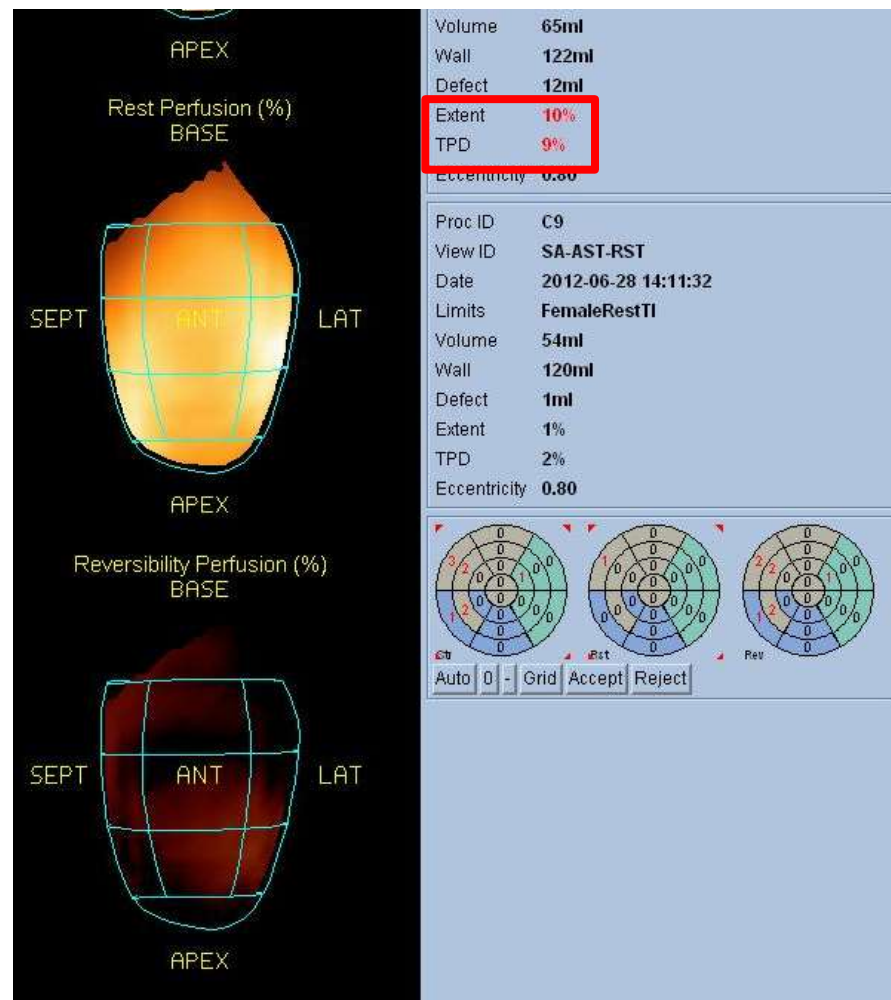 APEX
Rest Perfusion (%)
BASE
SEPT
ANT
LAT
APEX
Reversibility Perfusion (%)
BASE
SEPT
ANT
LAT
APEX
Volume 65ml
Wall 122ml
Defect 12ml
Extent 10%
TPD 9%
Eccentricity 0.80
Proc ID C9
View ID SA-AST-RST
Date 2012-06-28 14:11:32
Limits FemaleRestTl
Volume 54ml
Wall 120ml
Defect 1ml
Extent 1%
TPD 2%
Eccentricity 0.80
Str
Rst
Rev
Auto 0 - Grid Accept Reject